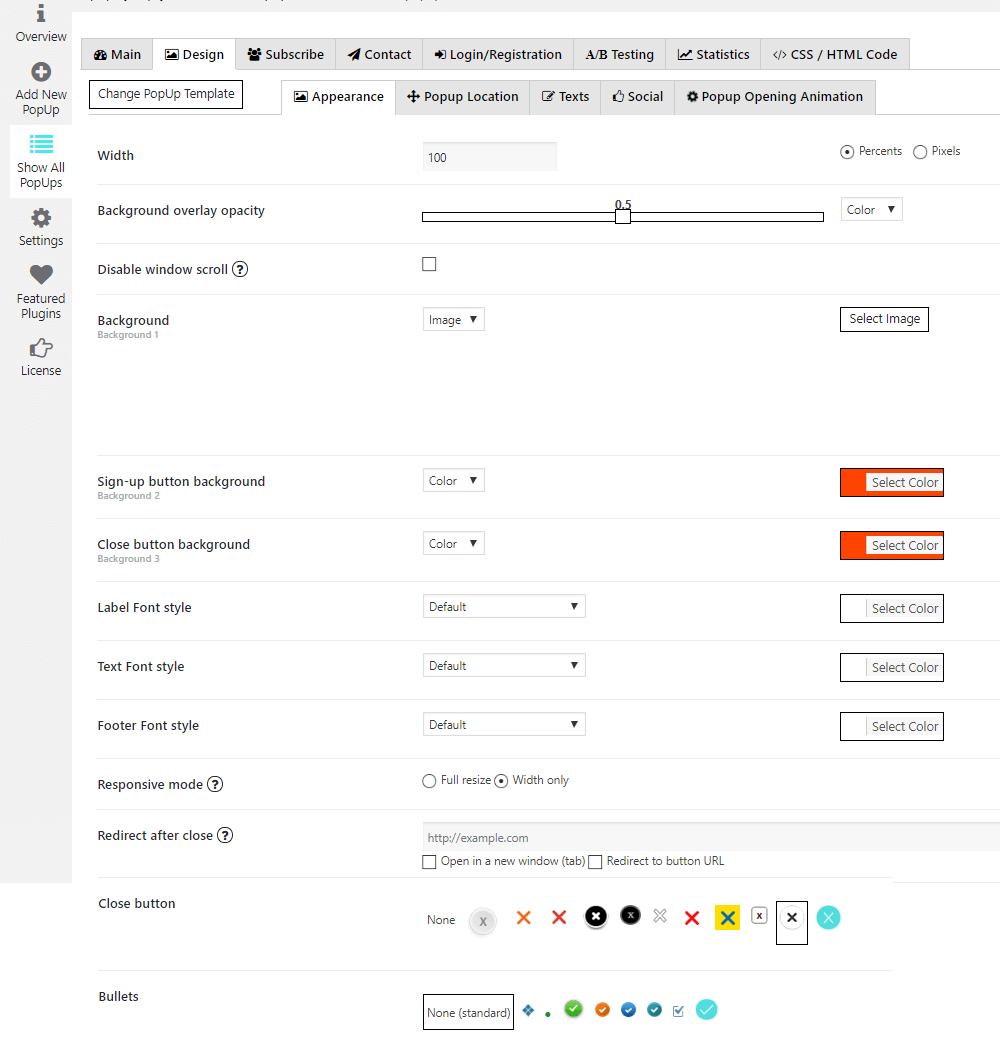 Overview
Add New
PopUp
Show All
PopUps
Settings
Featured
Plugins
License
Main
Design
Subscribe
Contact
Login/Registration
A/B Testing
Statistics
</> CSS / HTML Code
Change PopUp Template
Appearance
Popup Location
Texts
Social
Popup Opening Animation
Width
100
Percents
Pixels
Background overlay opacity
0.5
Color
Disable window scroll ?
Background
Background 1
Image
Select Image
Sign-up button background
Background 2
Color
Select Color
Close button background
Background 3
Color
Select Color
Label Font style
Default
Select Color
Text Font style
Default
Select Color
Footer Font style
Default
Select Color
Responsive mode ?
Full resize
Width only
Redirect after close ?
http://example.com
Open in a new window (tab)
Redirect to button URL
Close button
None
Bullets
None (standard)